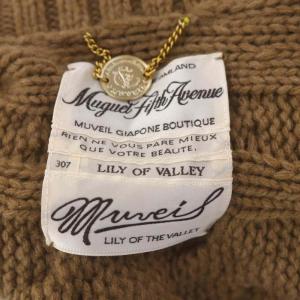 Muguet Fifth Avenue
MUVEIL GIAPONE BOUTIQUE
RIEN NE VOUS PARE MIEUX
QUE VOTRE BEAUTE.
307 LILY OF VALLEY
Muveil
LILY OF THE VALLEY